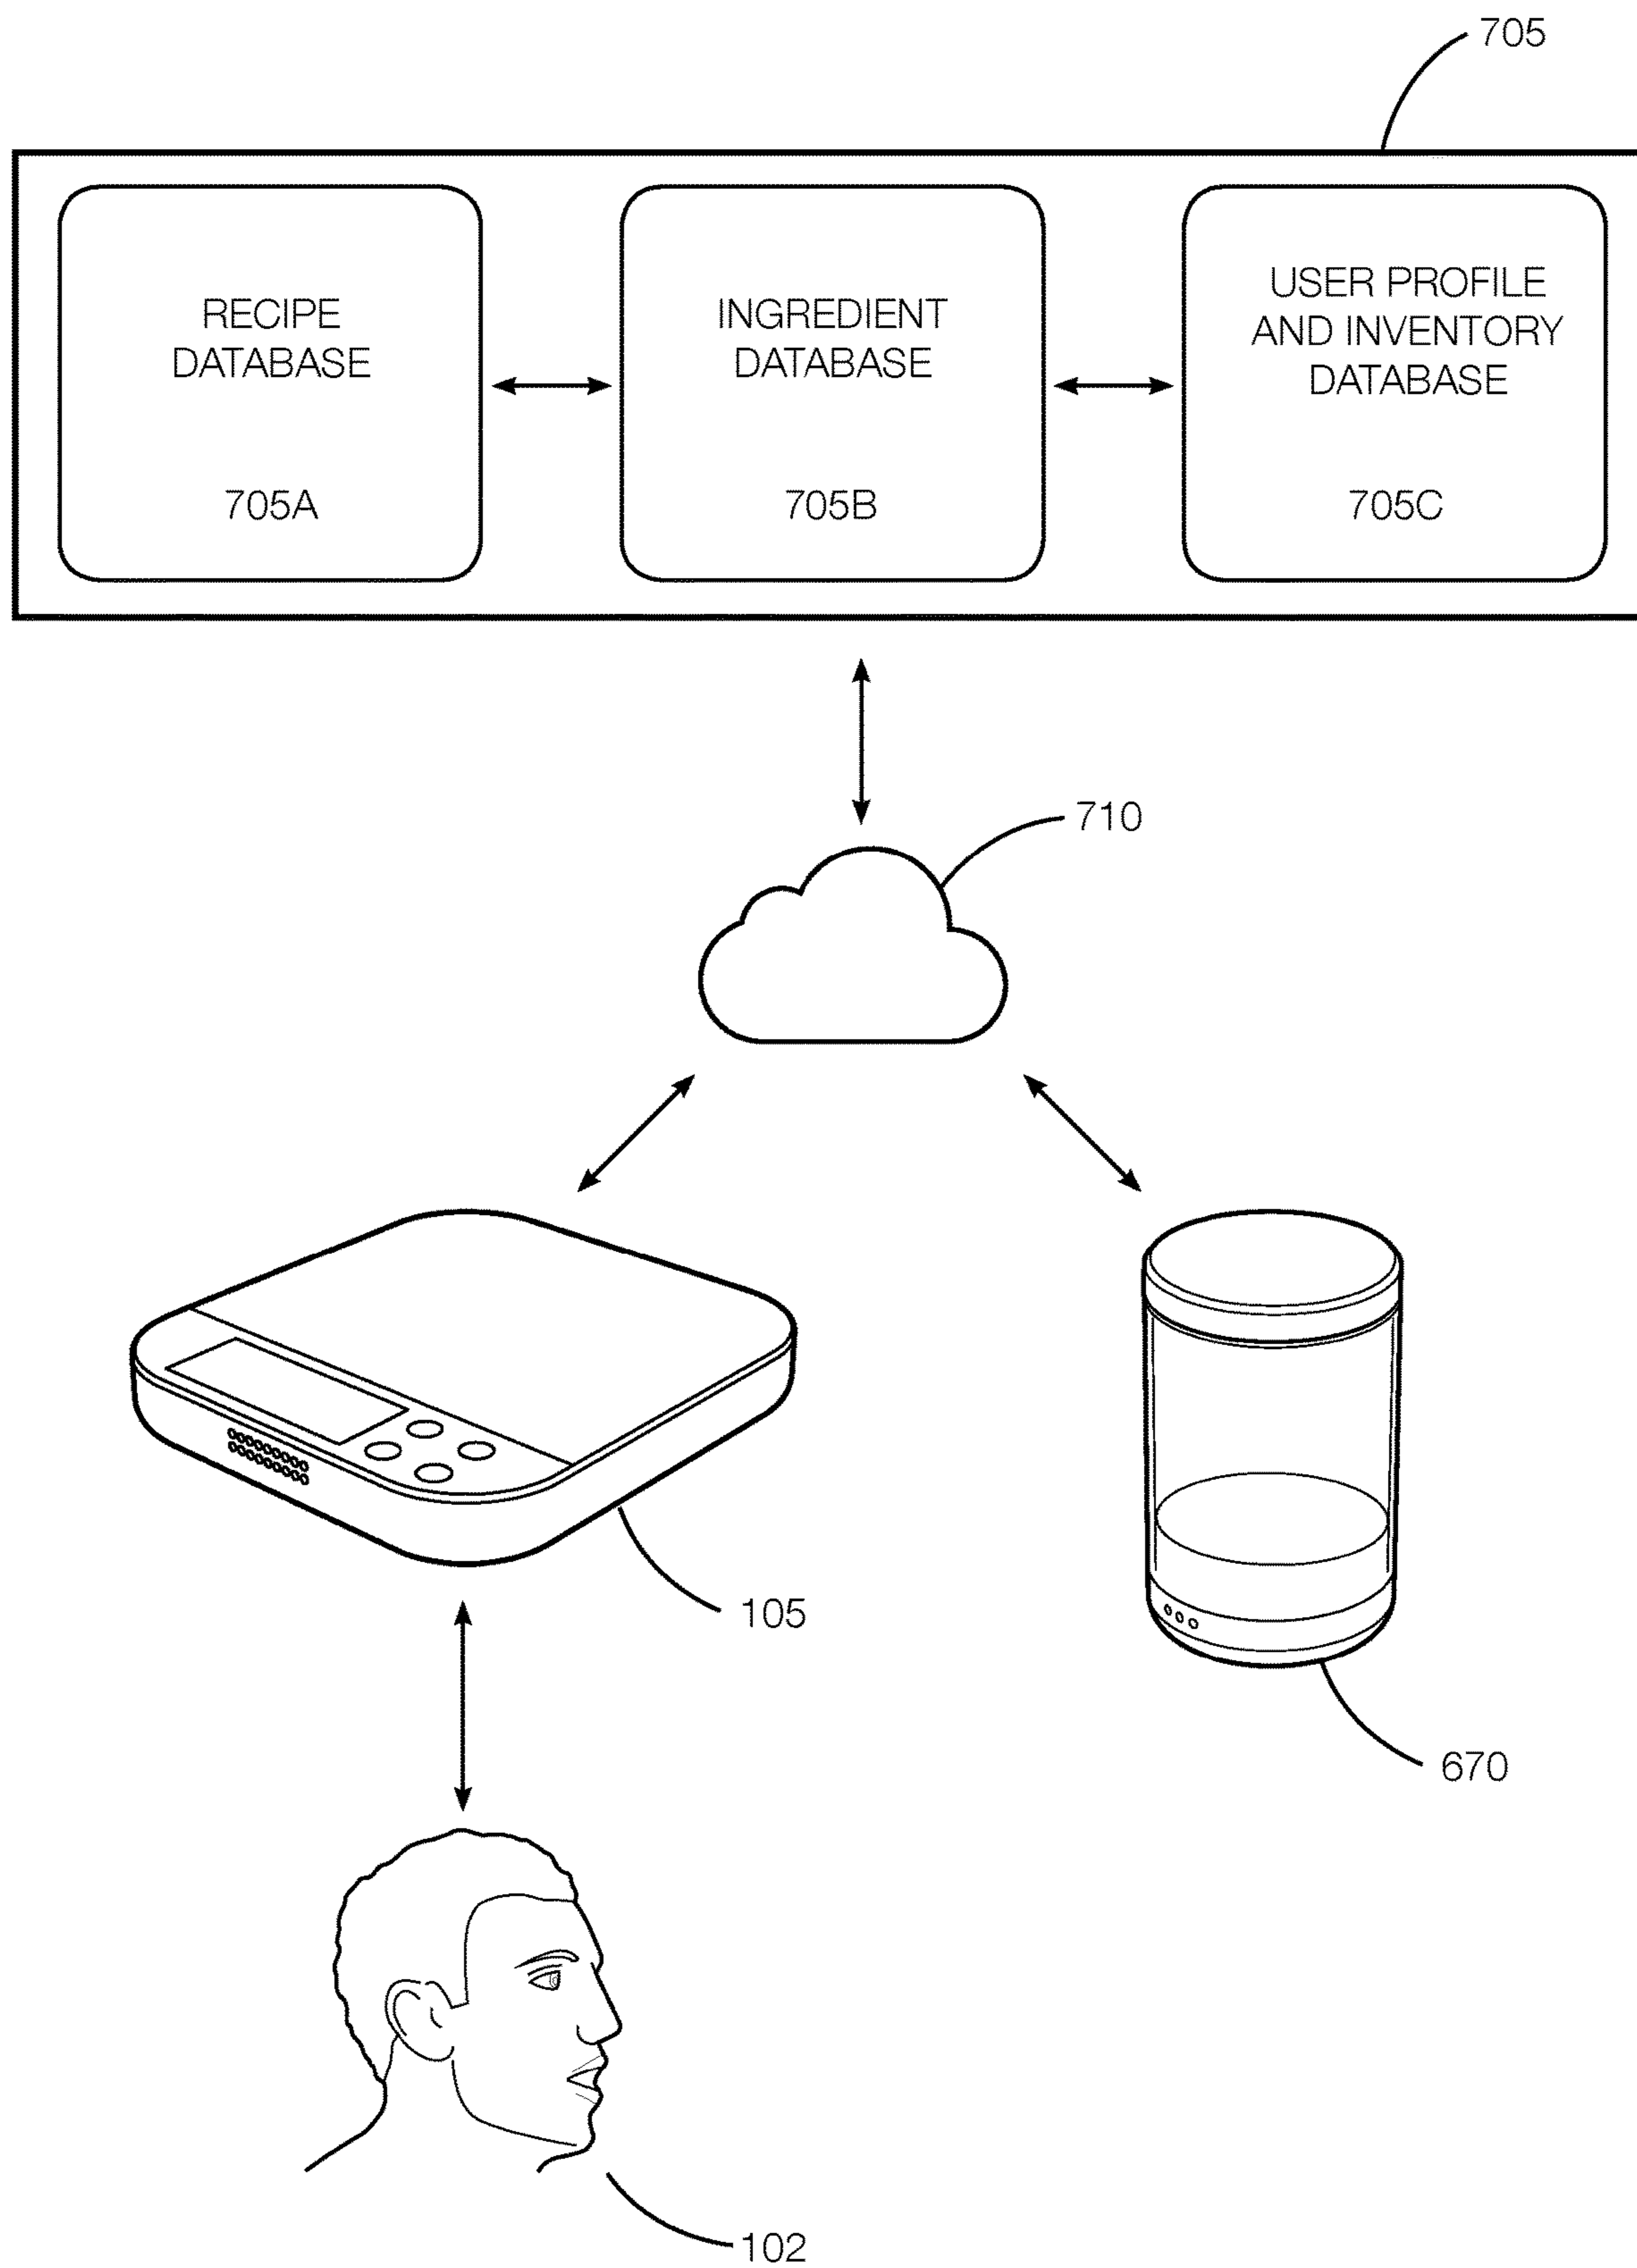 705
RECIPE
DATABASE
705A
INGREDIENT
DATABASE
705B
USER PROFILE
AND INVENTORY
DATABASE
705C
710
105
670
102